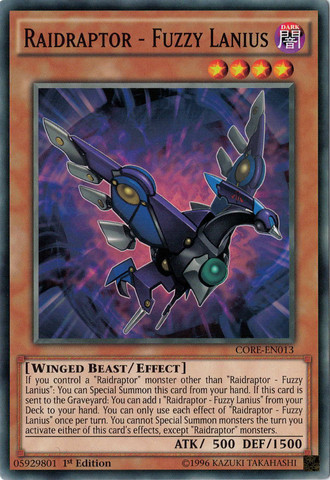 RAIDRAPTOR - FUZZY LANIUS
DARK
闇
CORE-EN013
[WINGED BEAST/EFFECT]
If you control a "Raidraptor" monster other than "Raidraptor - Fuzzy
Lanius": You can Special Summon this card from your hand. If this card is
sent to the Graveyard: You can add 1 "Raidraptor - Fuzzy Lanius" from your
Deck to your hand. You can only use each effect of "Raidraptor - Fuzzy
Lanius" once per turn. You cannot Special Summon monsters the turn you
activate either of this card's effects, except "Raidraptor" monsters.
ATK/ 500 DEF/1500
05929801 1st Edition ©1996 KAZUKI TAKAHASHI